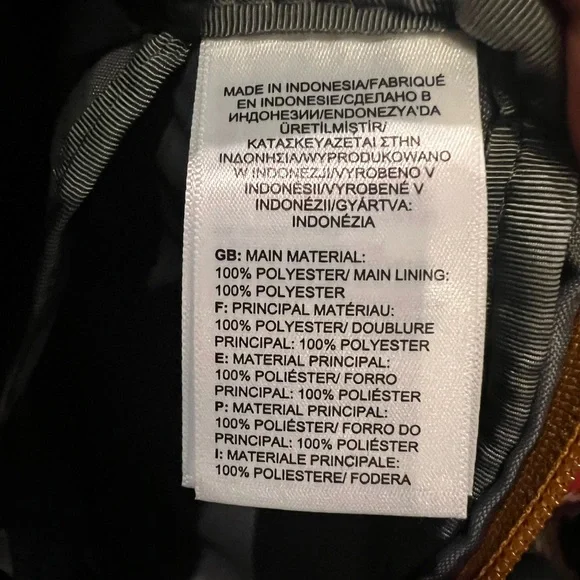 MADE IN INDONESIA/FABRIQUÉ
EN INDONESIE/СДЕЛАНО В
ИНДОНЕЗИИ/ENDONEZYA'DA
ÜRETİLMİŞTİR/
ΚΑΤΑΣΚΕΥΑΖΕΤΑΙ ΣΤΗΝ
ΙΝΔΟΝΗΣΙΑ/WYPRODUKOWANO
W INDONEZJI/VYROBENO V
INDONÉSII/VYROBENÉ V
INDONÉZII/GYÁRTVA:
INDONÉZIA
GB: MAIN MATERIAL:
100% POLYESTER/ MAIN LINING:
100% POLYESTER
F: PRINCIPAL MATÉRIAU:
100% POLYESTER/ DOUBLURE
PRINCIPAL: 100% POLYESTER
E: MATERIAL PRINCIPAL:
100% POLIÉSTER/ FORRO
PRINCIPAL: 100% POLIÉSTER
P: MATERIAL PRINCIPAL:
100% POLIÉSTER/ FORRO DO
PRINCIPAL: 100% POLIÉSTER
I: MATERIALE PRINCIPALE:
100% POLIESTERE/ FODERA